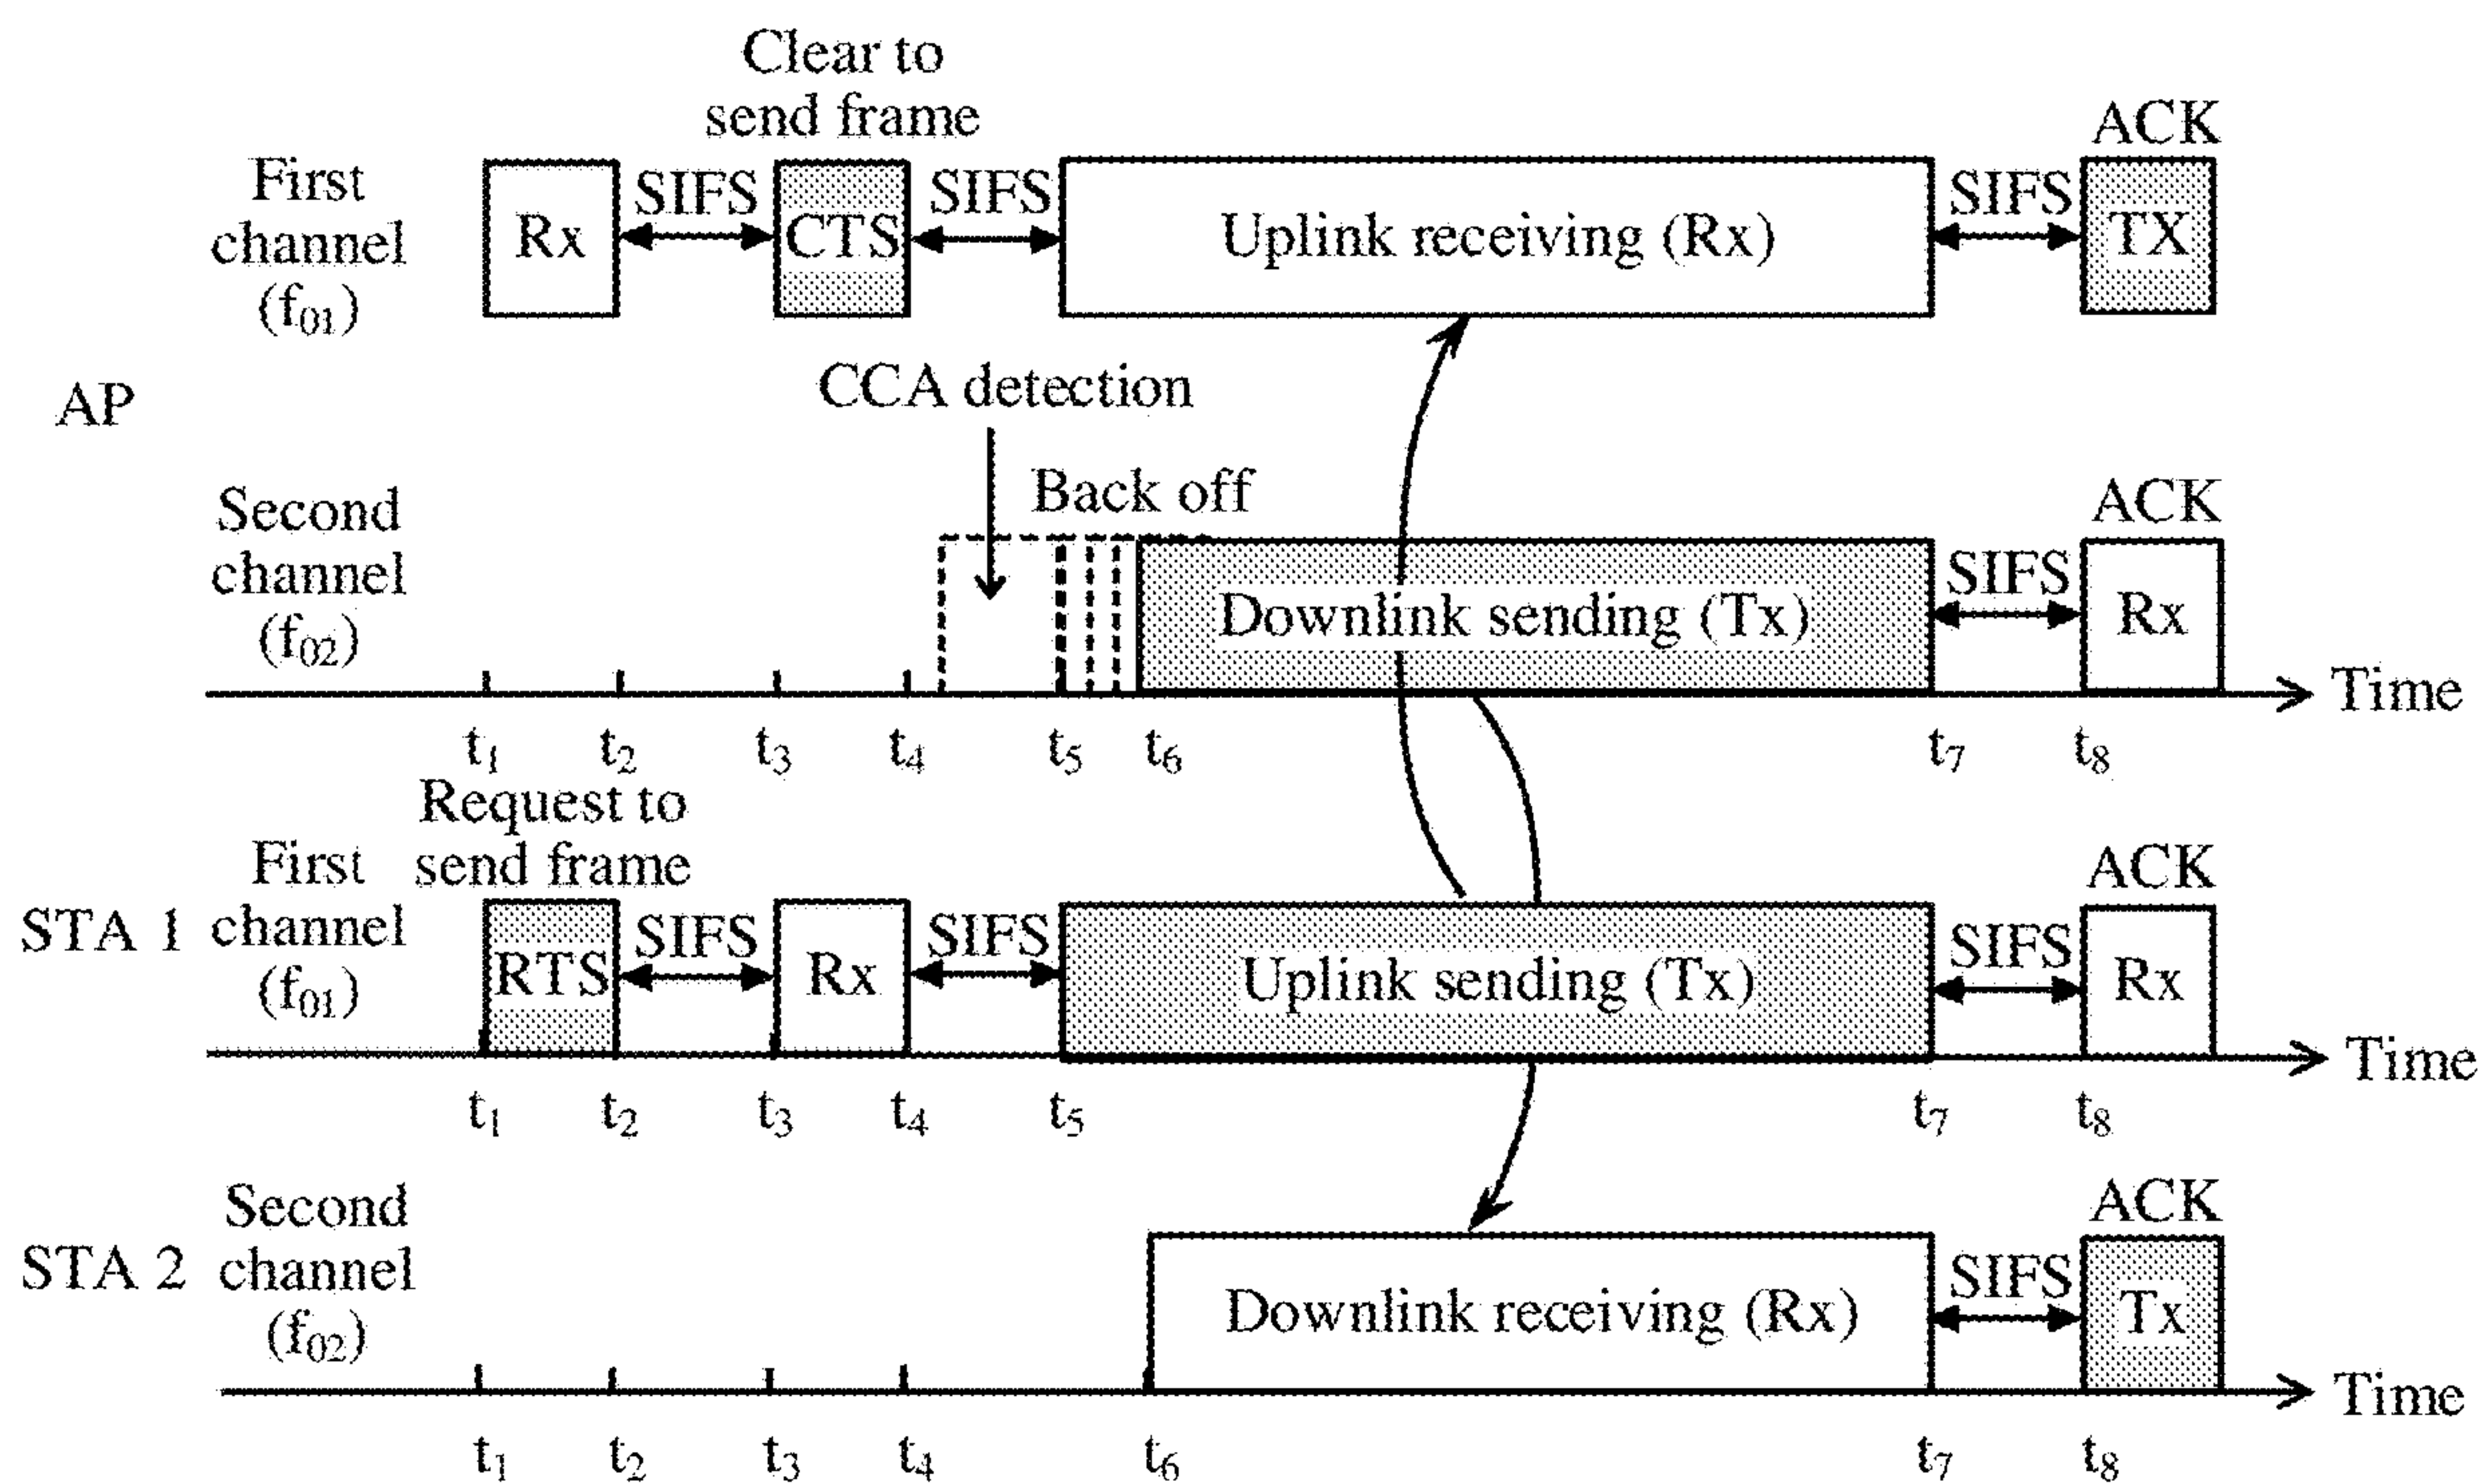 Clear to
send frame
ACK
First
channel
(f01)
Rx
SIFS
CTS
SIFS
Uplink receiving (Rx)
SIFS
TX
AP
CCA detection
Back off
Second
channel
(f02)
Downlink sending (Tx)
SIFS
ACK
Rx
Time
t1 t2 t3 t4 t5 t6 t7 t8
Request to
send frame
STA 1
First
channel
(f01)
RTS
SIFS
Rx
SIFS
Uplink sending (Tx)
SIFS
ACK
Rx
Time
t1 t2 t3 t4 t5 t7 t8
STA 2
Second
channel
(f02)
Downlink receiving (Rx)
SIFS
ACK
Tx
Time
t1 t2 t3 t4 t6 t7 t8